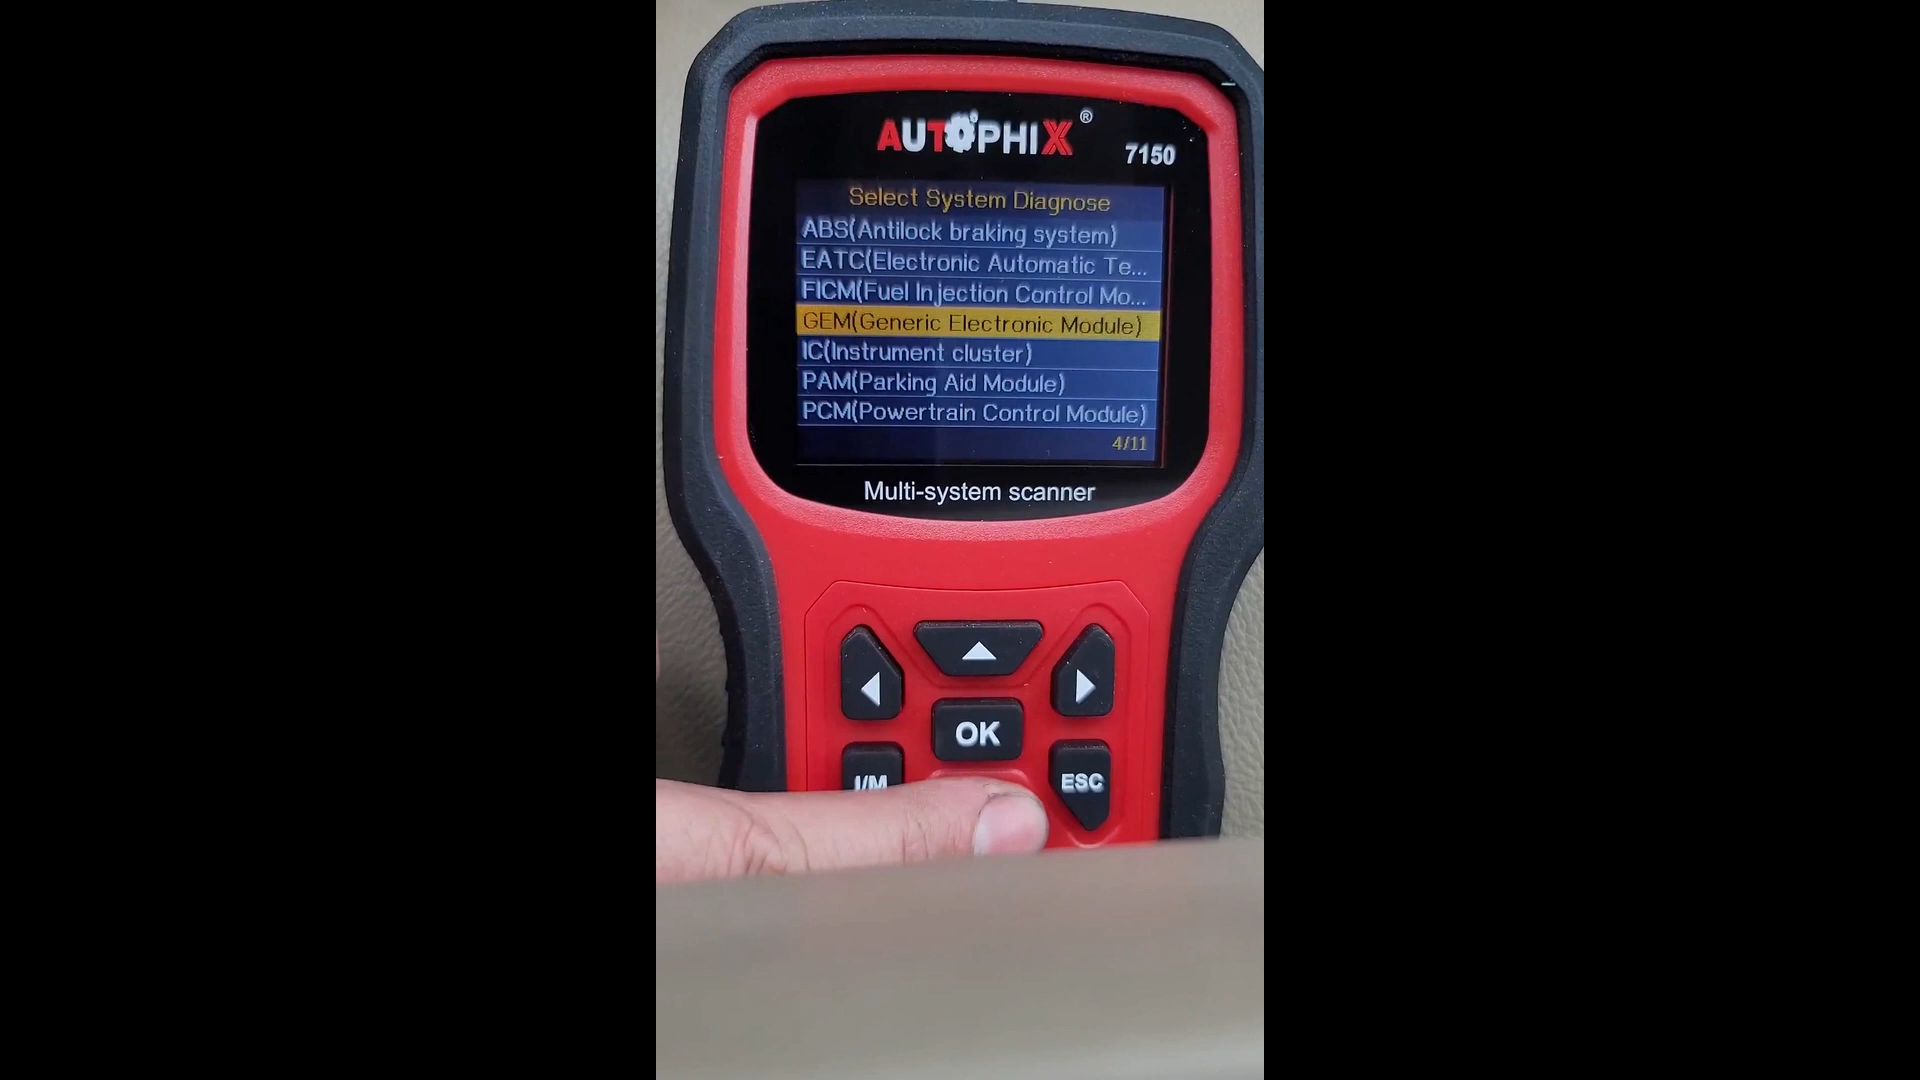 AUTOPHIX®
7150
Select System Diagnose
ABS(Antilock braking system)
EATC(Electronic Automatic Te...
FICM(Fuel Injection Control Mo...
GEM(Generic Electronic Module)
IC(Instrument cluster)
PAM(Parking Aid Module)
PCM(Powertrain Control Module)
4/11
Multi-system scanner
OK
I/M
ESC